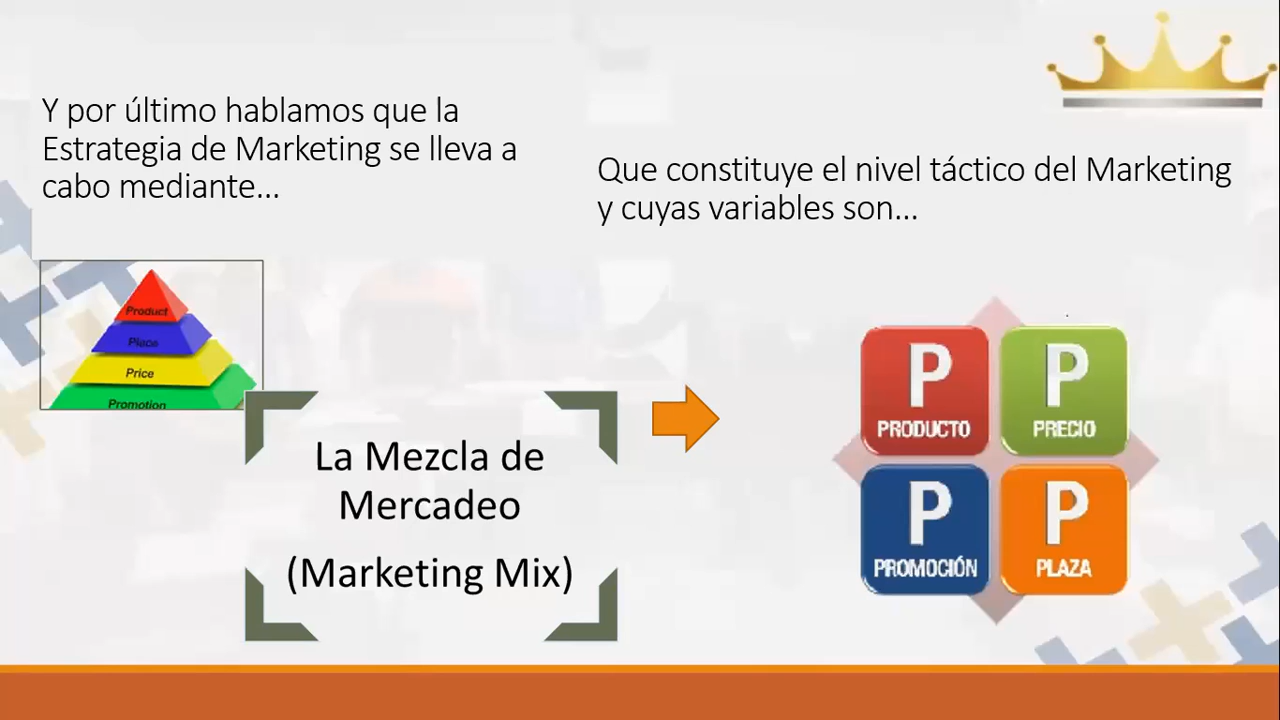 Y por último hablamos que la
Estrategia de Marketing se lleva a
cabo mediante...
Que constituye el nivel táctico del Marketing
y cuyas variables son...
Product
Place
Price
Promotion
La Mezcla de
Mercadeo
(Marketing Mix)
P
PRODUCTO
P
PRECIO
P
PROMOCIÓN
P
PLAZA